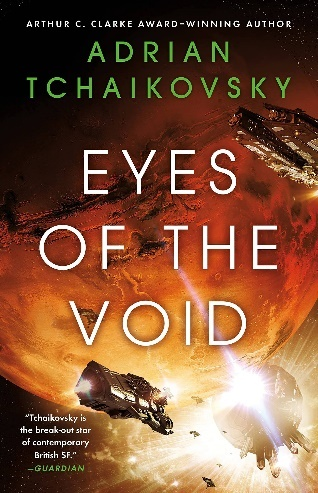 ARTHUR C. CLARKE AWARD–WINNING AUTHOR
ADRIAN
TCHAIKOVSKY
EYES
OF THE
VOID
"Tchaikovsky is
the break-out star
of contemporary
British SF."
—GUARDIAN